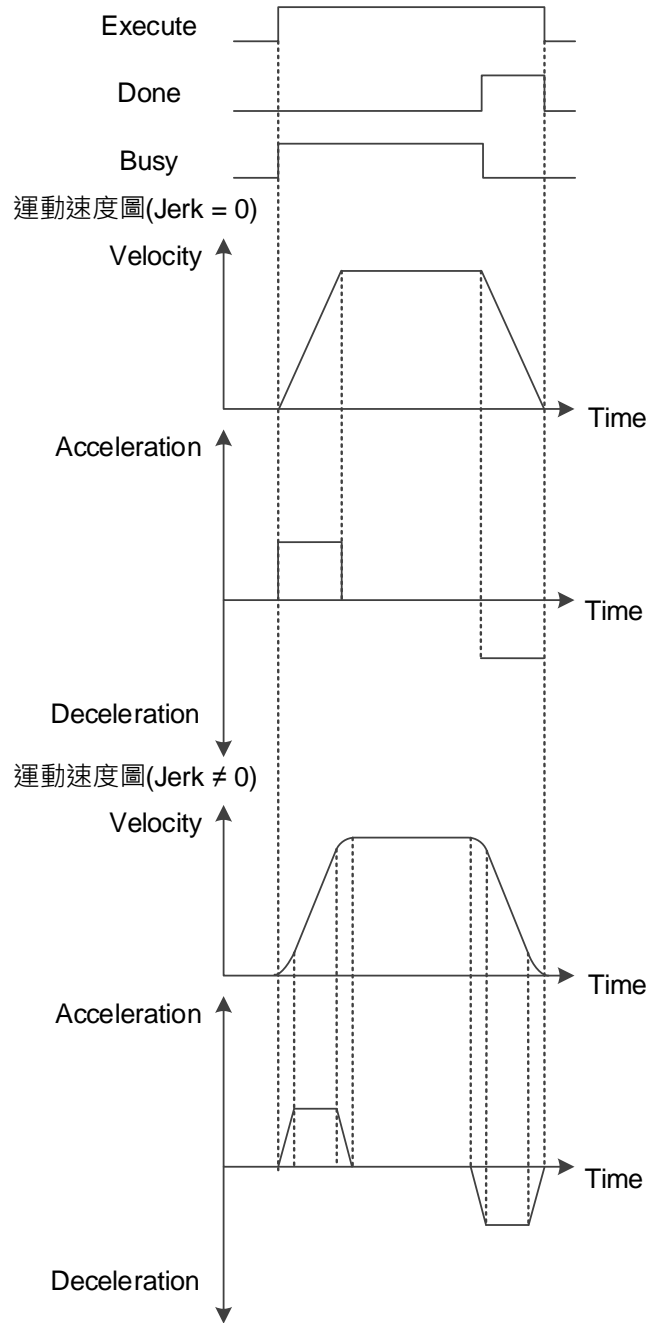 Execute
Done
Busy
運動速度圖(Jerk = 0)
Velocity
Time
Acceleration
Time
Deceleration
運動速度圖(Jerk ≠ 0)
Velocity
Time
Acceleration
Time
Deceleration